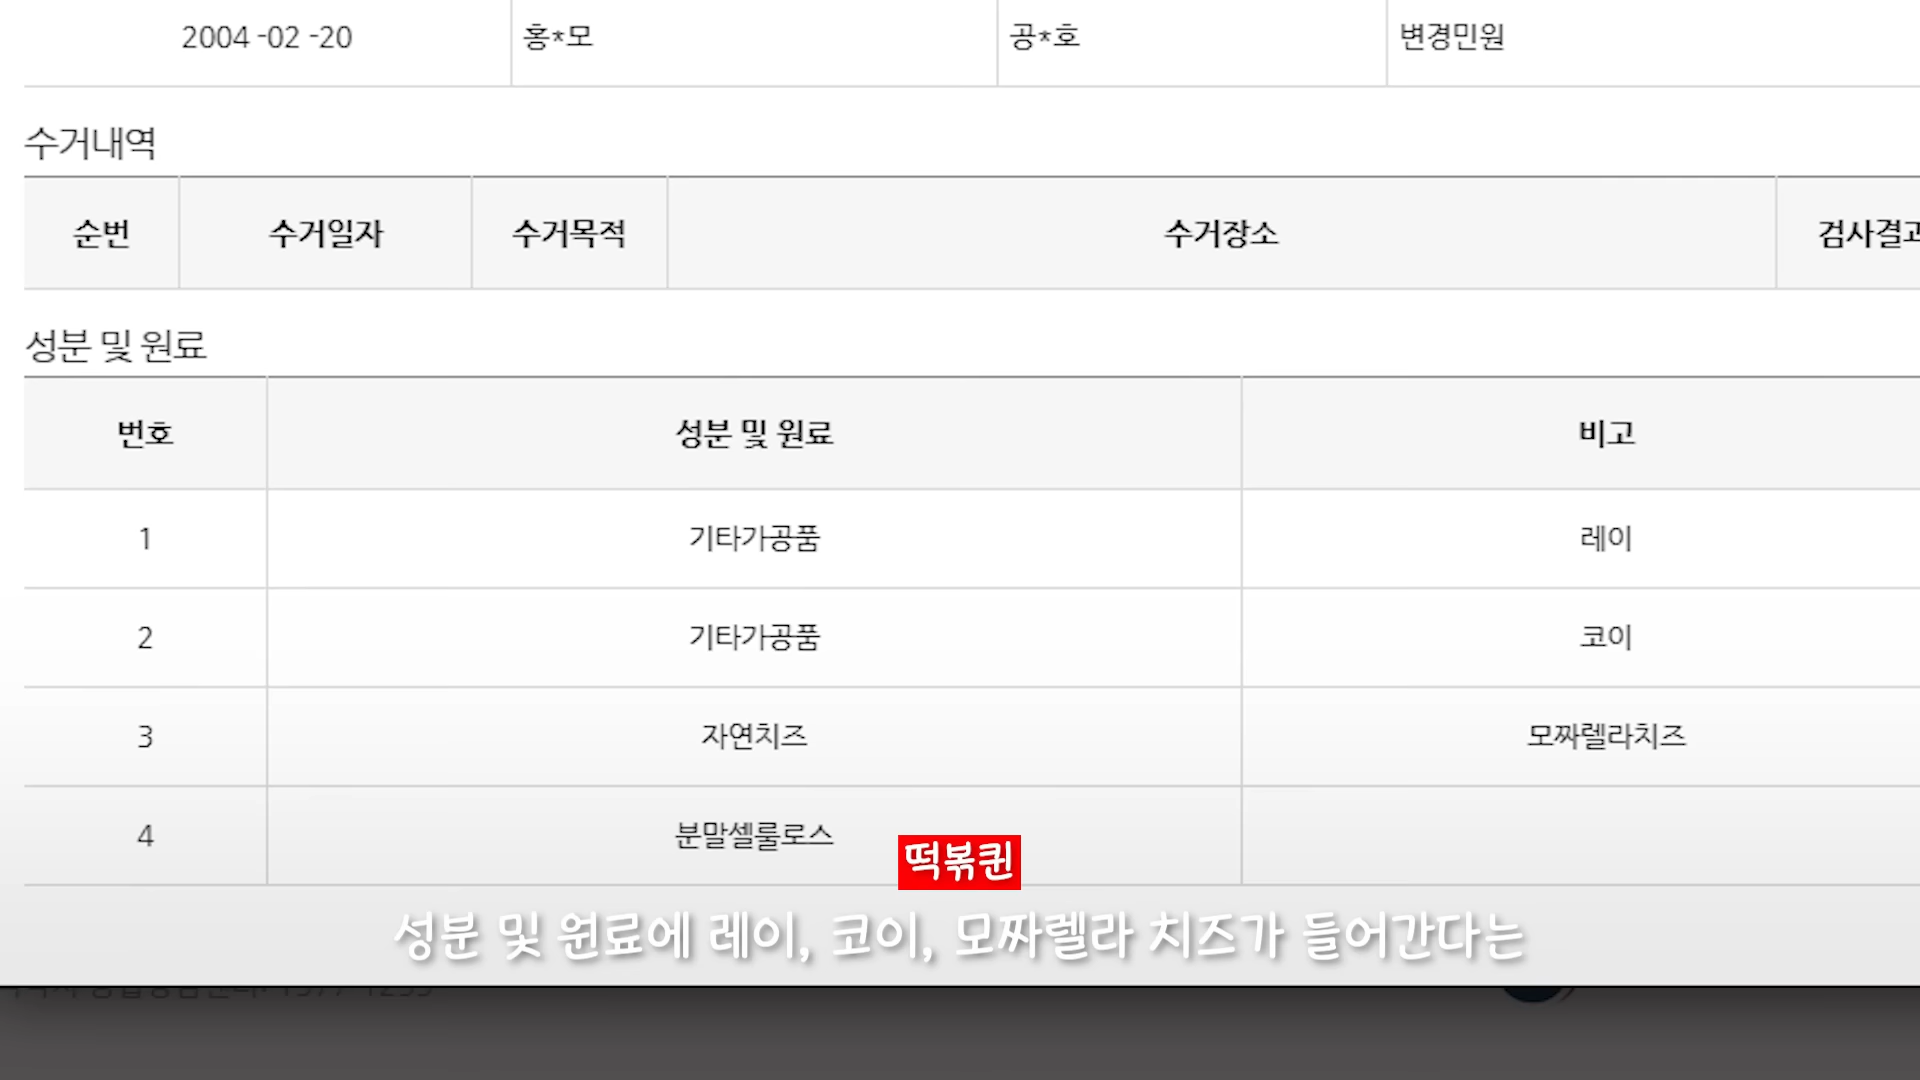 2004 -02 -20 홍*모 공*호 변경민원
수거내역
순번 수거일자 수거목적 수거장소 검사결과
성분 및 원료
번호 성분 및 원료 비고
1 기타가공품 레이
2 기타가공품 코이
3 자연치즈 모짜렐라치즈
4 분말셀룰로스
떡볶퀸
성분 및 원료에 레이, 코이, 모짜렐라 치즈가 들어간다는